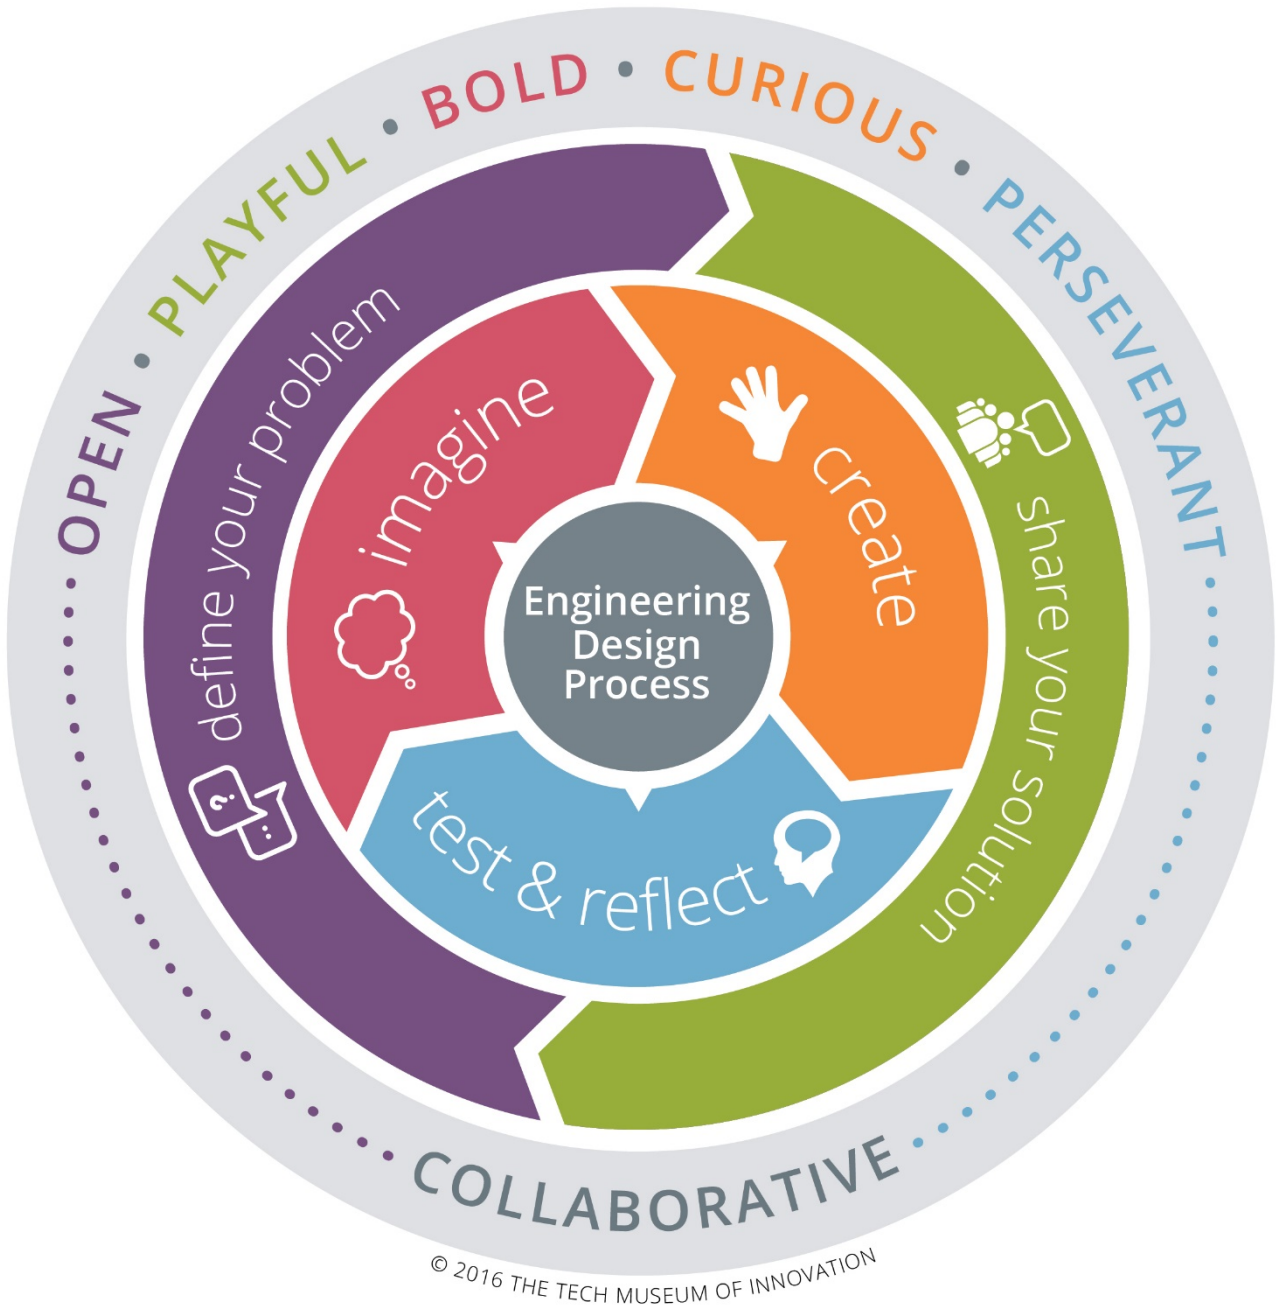 OPEN • PLAYFUL • BOLD • CURIOUS • PERSEVERANT
define your problem
?
imagine
create
share your solution
test & reflect
Engineering
Design
Process
COLLABORATIVE
© 2016 THE TECH MUSEUM OF INNOVATION